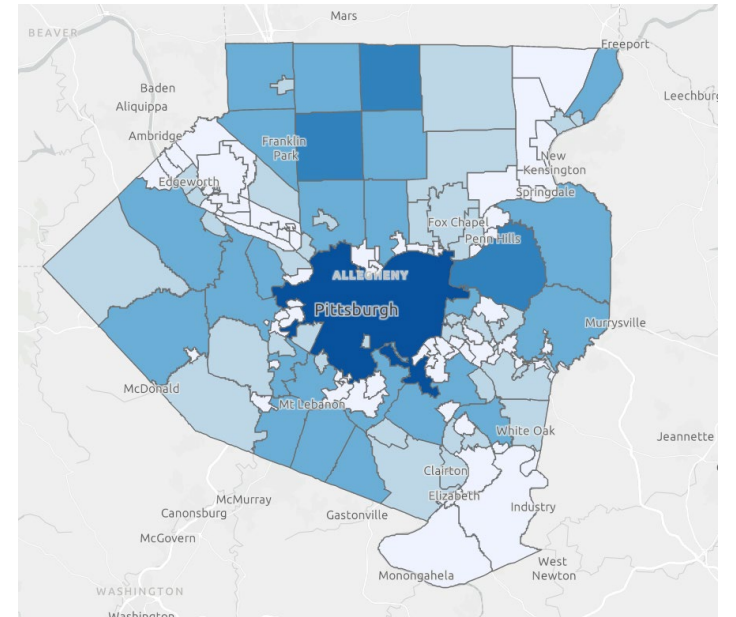 Mars
BEAVER
Freeport
Baden
Leechburg
Aliquippa
Ambridge
Franklin
Park
New
Kensington
Edgeworth
Springdale
Fox Chapel
Penn Hills
ALLEGHENY
Pittsburgh
Murrysville
McDonald
Mt Lebanon
White Oak
Jeannette
Clairton
McMurray
Elizabeth
Canonsburg
Gastonville
Industry
McGovern
West
Newton
Monongahela
WASHINGTON
Washington